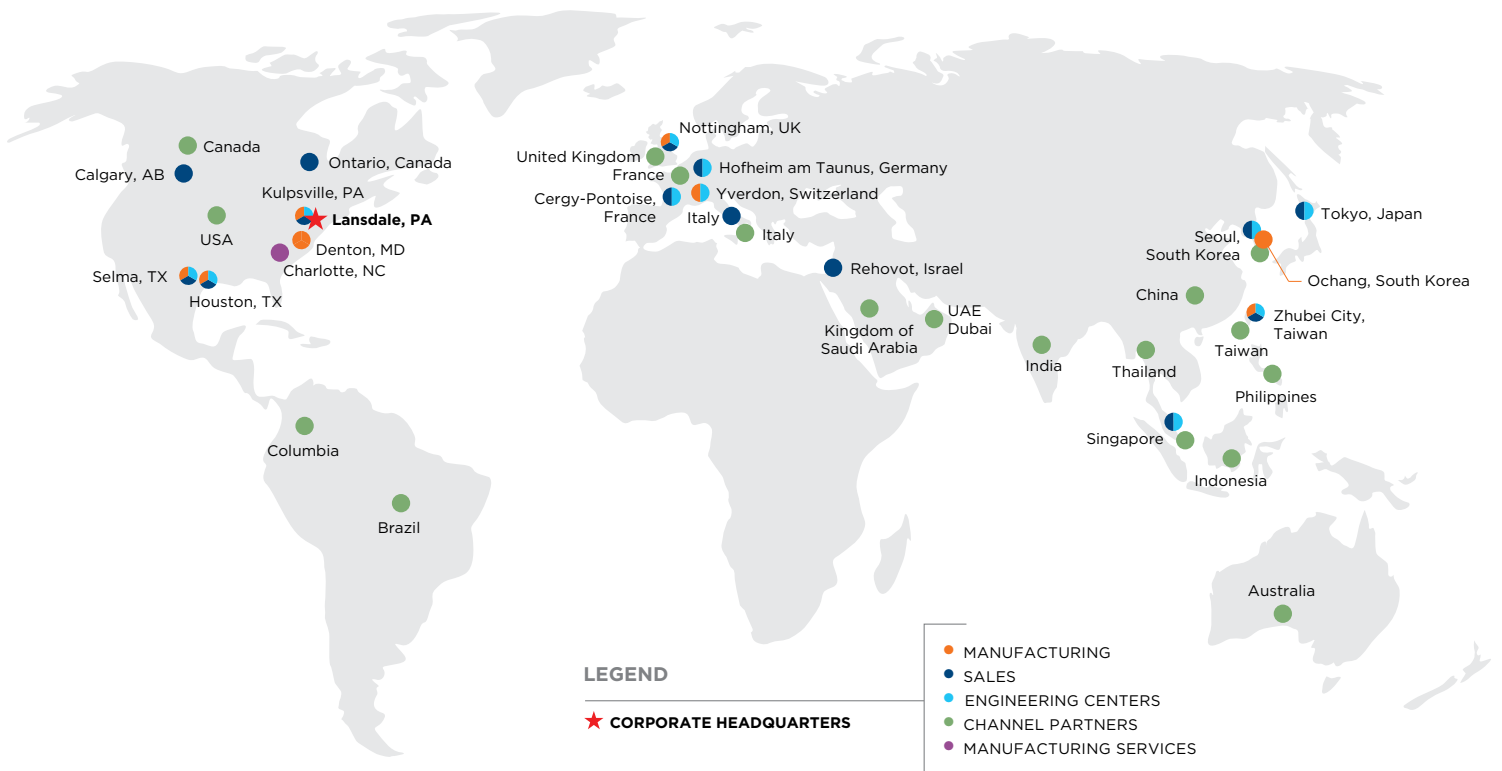 Canada
Calgary, AB
Ontario, Canada
Kulpsville, PA
Lansdale, PA
USA
Denton, MD
Charlotte, NC
Selma, TX
Houston, TX
Columbia
Brazil
Nottingham, UK
United Kingdom
France
Hofheim am Taunus, Germany
Cergy-Pontoise,
France
Yverdon, Switzerland
Italy
Italy
Rehovot, Israel
Kingdom of
Saudi Arabia
UAE
Dubai
India
Tokyo, Japan
Seoul,
South Korea
Ochang, South Korea
China
Zhubei City,
Taiwan
Taiwan
Thailand
Philippines
Singapore
Indonesia
Australia
LEGEND
CORPORATE HEADQUARTERS
MANUFACTURING
SALES
ENGINEERING CENTERS
CHANNEL PARTNERS
MANUFACTURING SERVICES